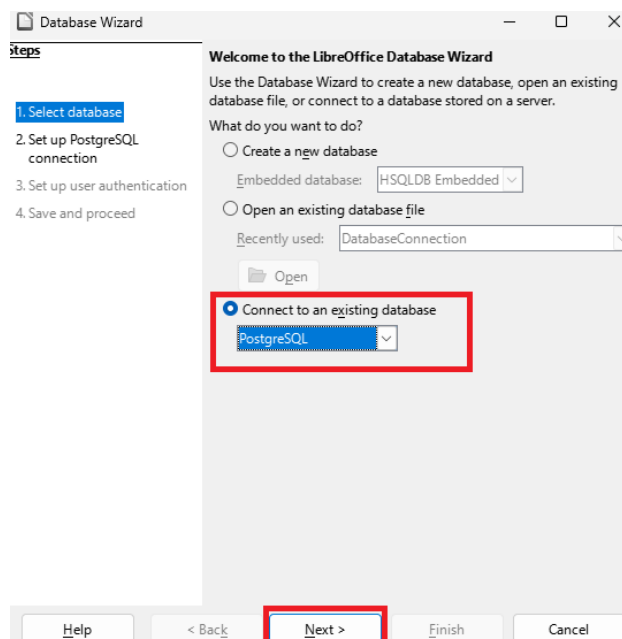 Database Wizard
Steps
1. Select database
2. Set up PostgreSQL
connection
3. Set up user authentication
4. Save and proceed
Welcome to the LibreOffice Database Wizard
Use the Database Wizard to create a new database, open an existing
database file, or connect to a database stored on a server.
What do you want to do?
Create a new database
Embedded database: HSQLDB Embedded
Open an existing database file
Recently used: DatabaseConnection
Open
Connect to an existing database
PostgreSQL
Help < Back Next > Finish Cancel